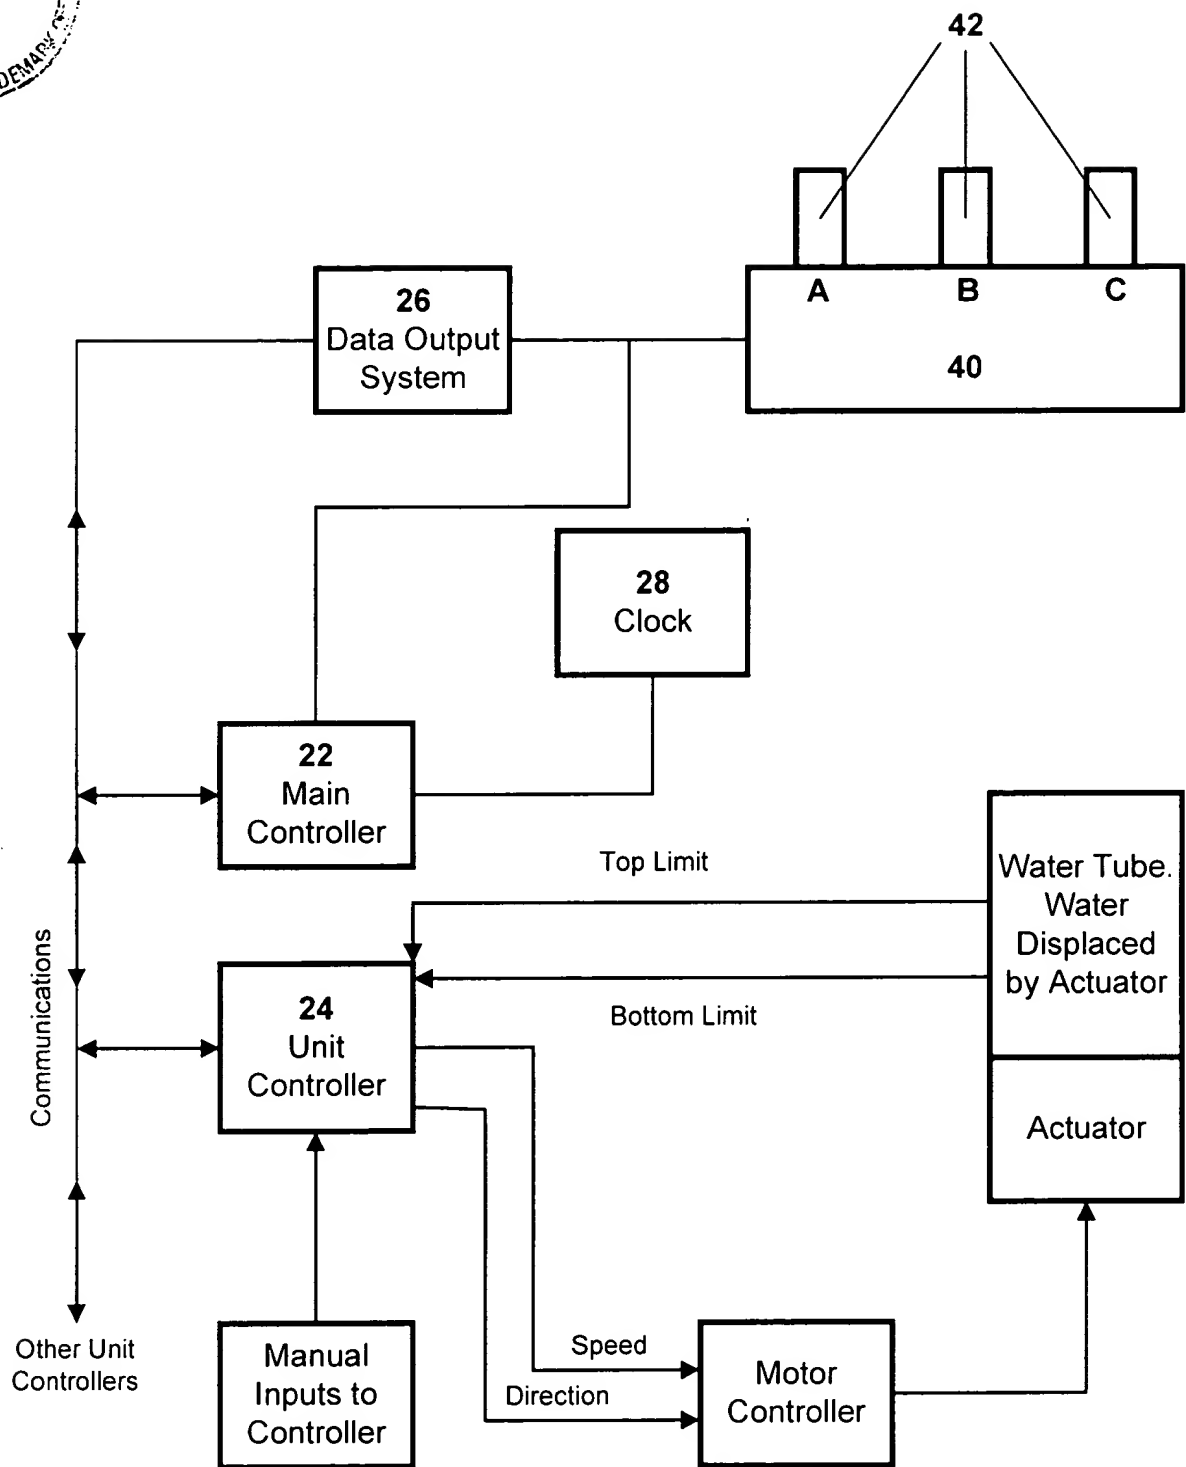 42
A B C
40
26
Data Output
System
28
Clock
22
Main
Controller
Top Limit
Water Tube.
Water
Displaced
by Actuator
Bottom Limit
24
Unit
Controller
Communications
Actuator
Other Unit
Controllers
Manual
Inputs to
Controller
Speed
Direction
Motor
Controller